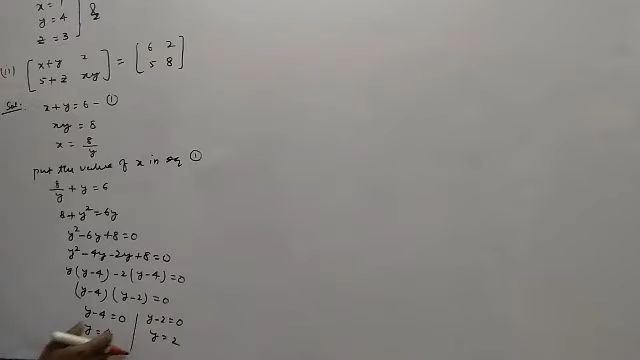 x = 1
y = 4
z = 3
(ii) [ x+y 2 ] = [ 6 2 ]
[ 5+z xy ] [ 5 8 ]
Sol:
x + y = 6 - ①
xy = 8
x = 8/y
put the value of x in eq ①
8/y + y = 6
8 + y² = 6y
y² - 6y + 8 = 0
y² - 4y - 2y + 8 = 0
y (y-4) - 2 (y-4) = 0
(y-4) (y-2) = 0
y-4 = 0 / y-2 = 0
y = 4 / y = 2